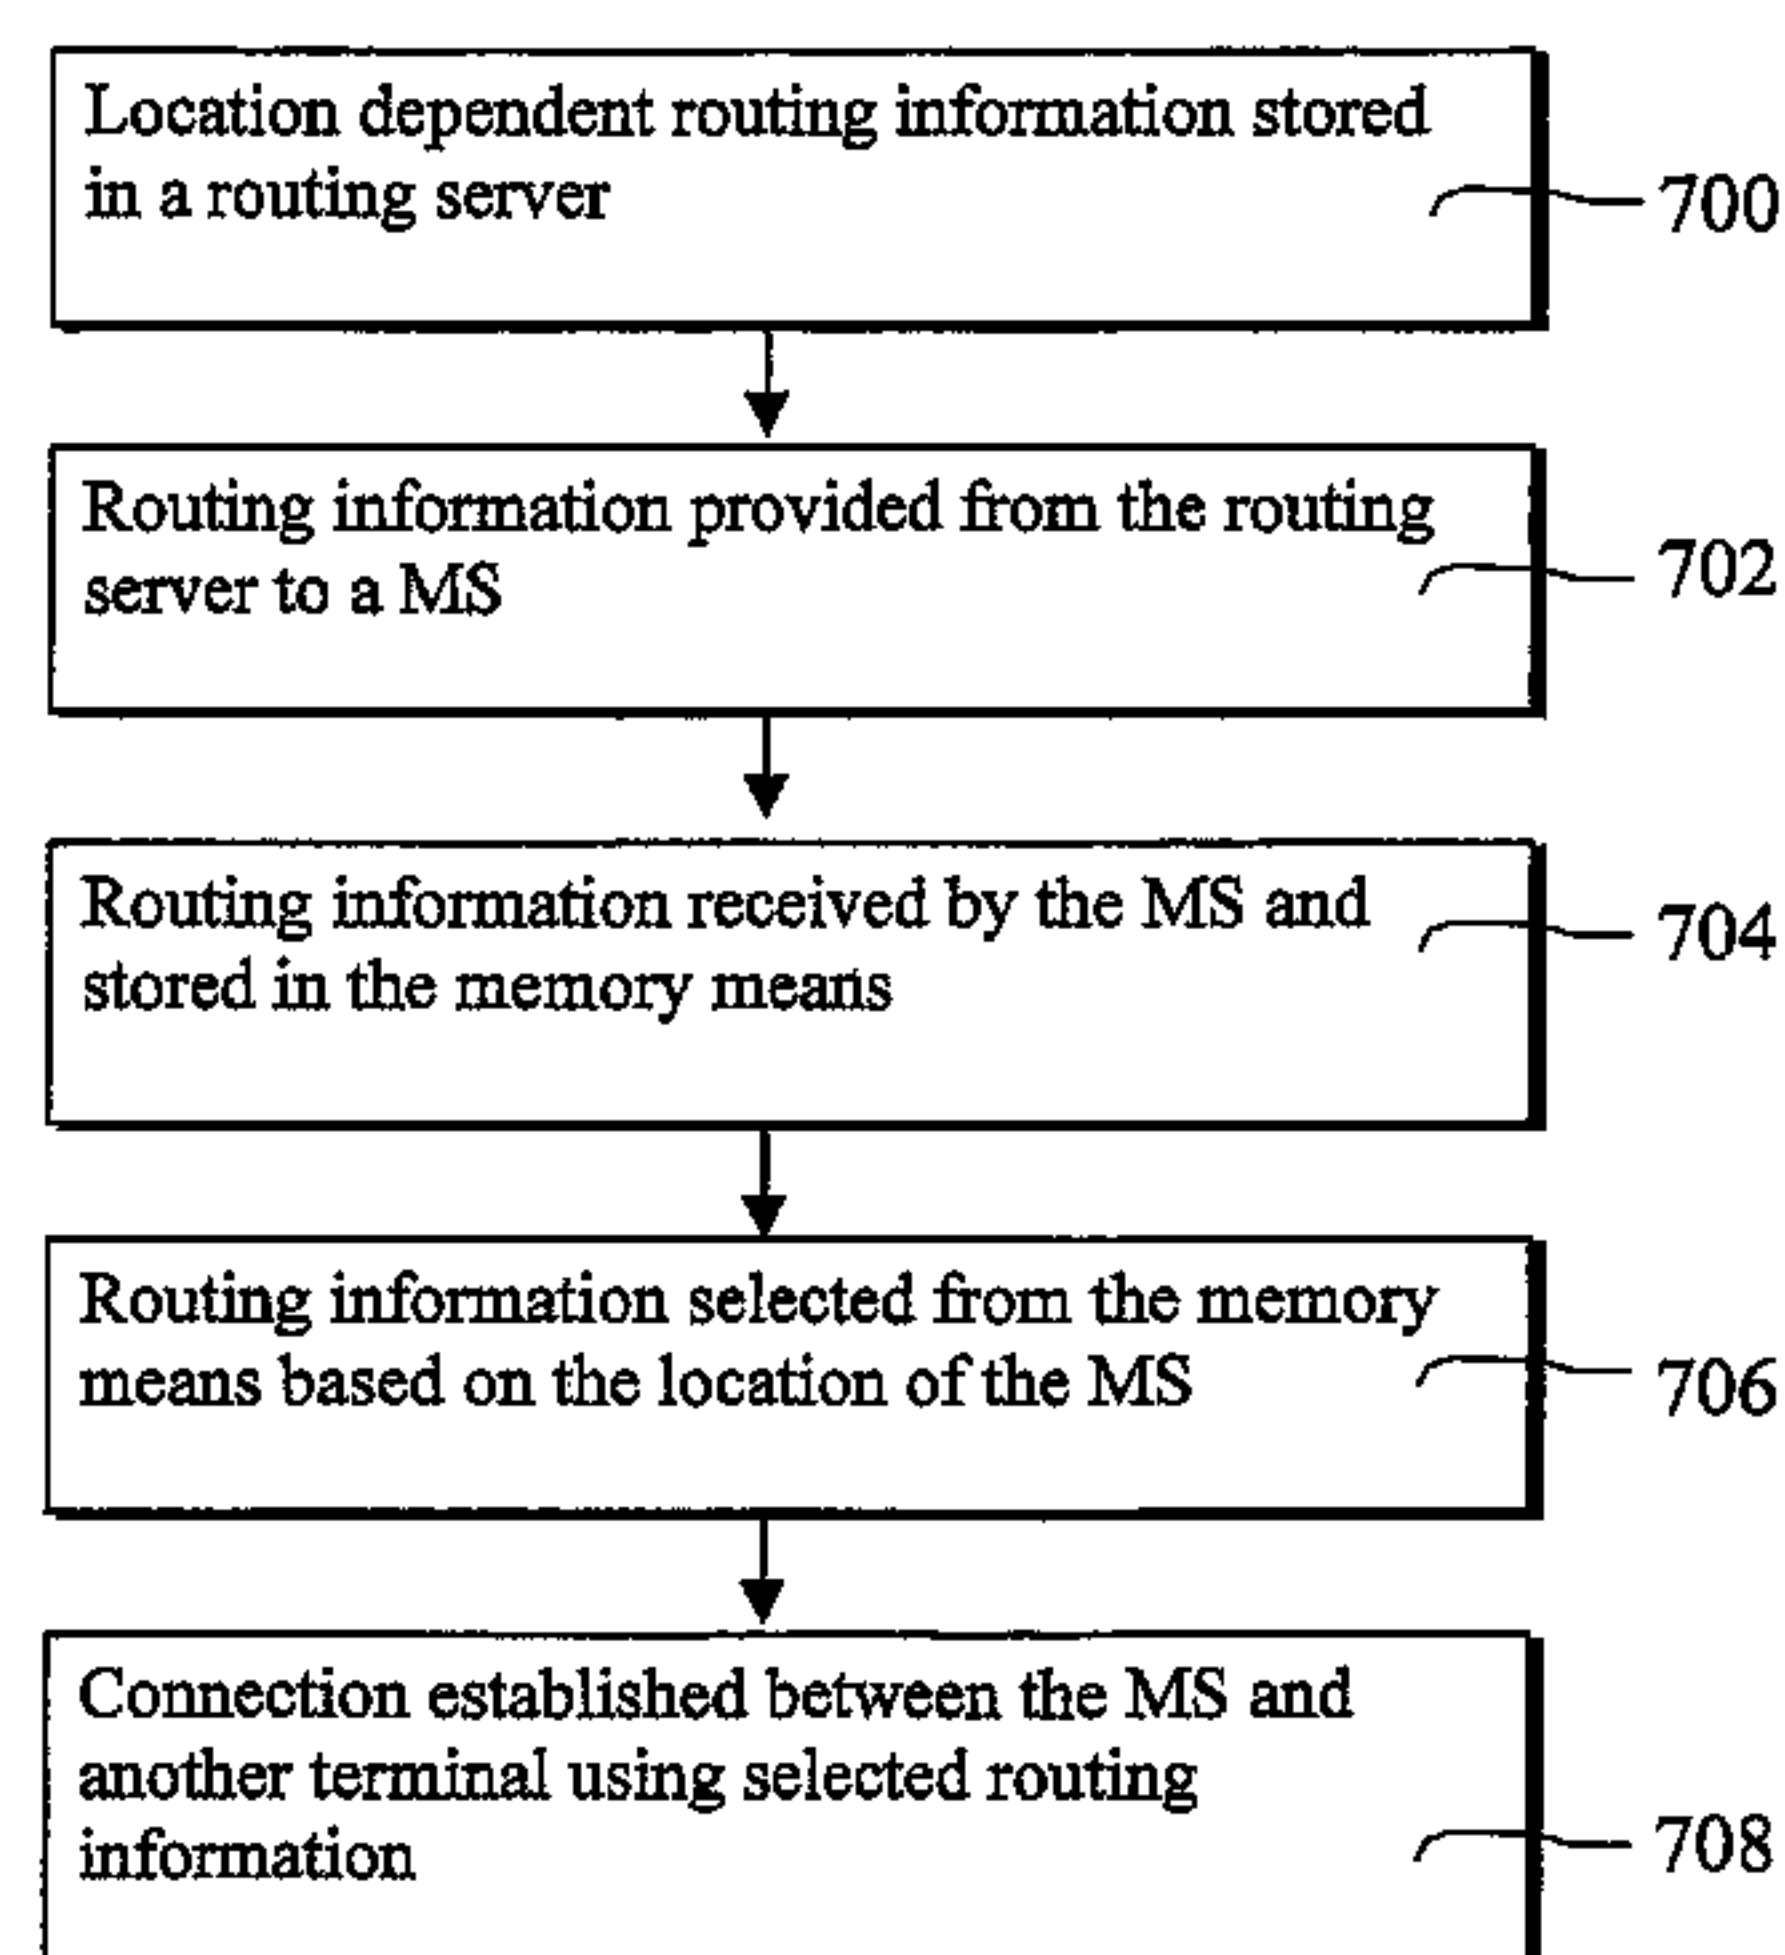 Location dependent routing information stored
in a routing server
700
Routing information provided from the routing
server to a MS
702
Routing information received by the MS and
stored in the memory means
704
Routing information selected from the memory
means based on the location of the MS
706
Connection established between the MS and
another terminal using selected routing
information
708